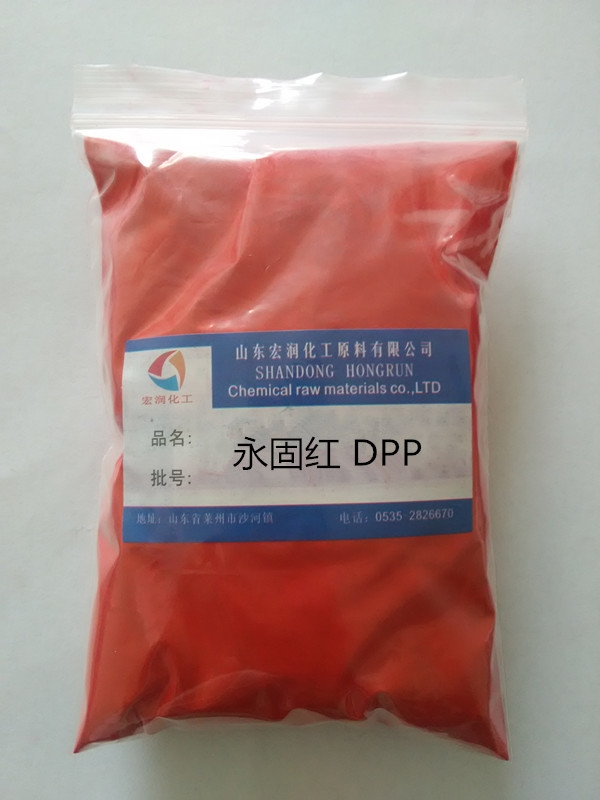 山东宏润化工原料有限公司
SHANDONG HONGRUN
Chemical raw materials co.,LTD
宏润化工
品名:
永固红 DPP
批号:
地址: 山东省莱州市沙河镇
电话: 0535 2826670